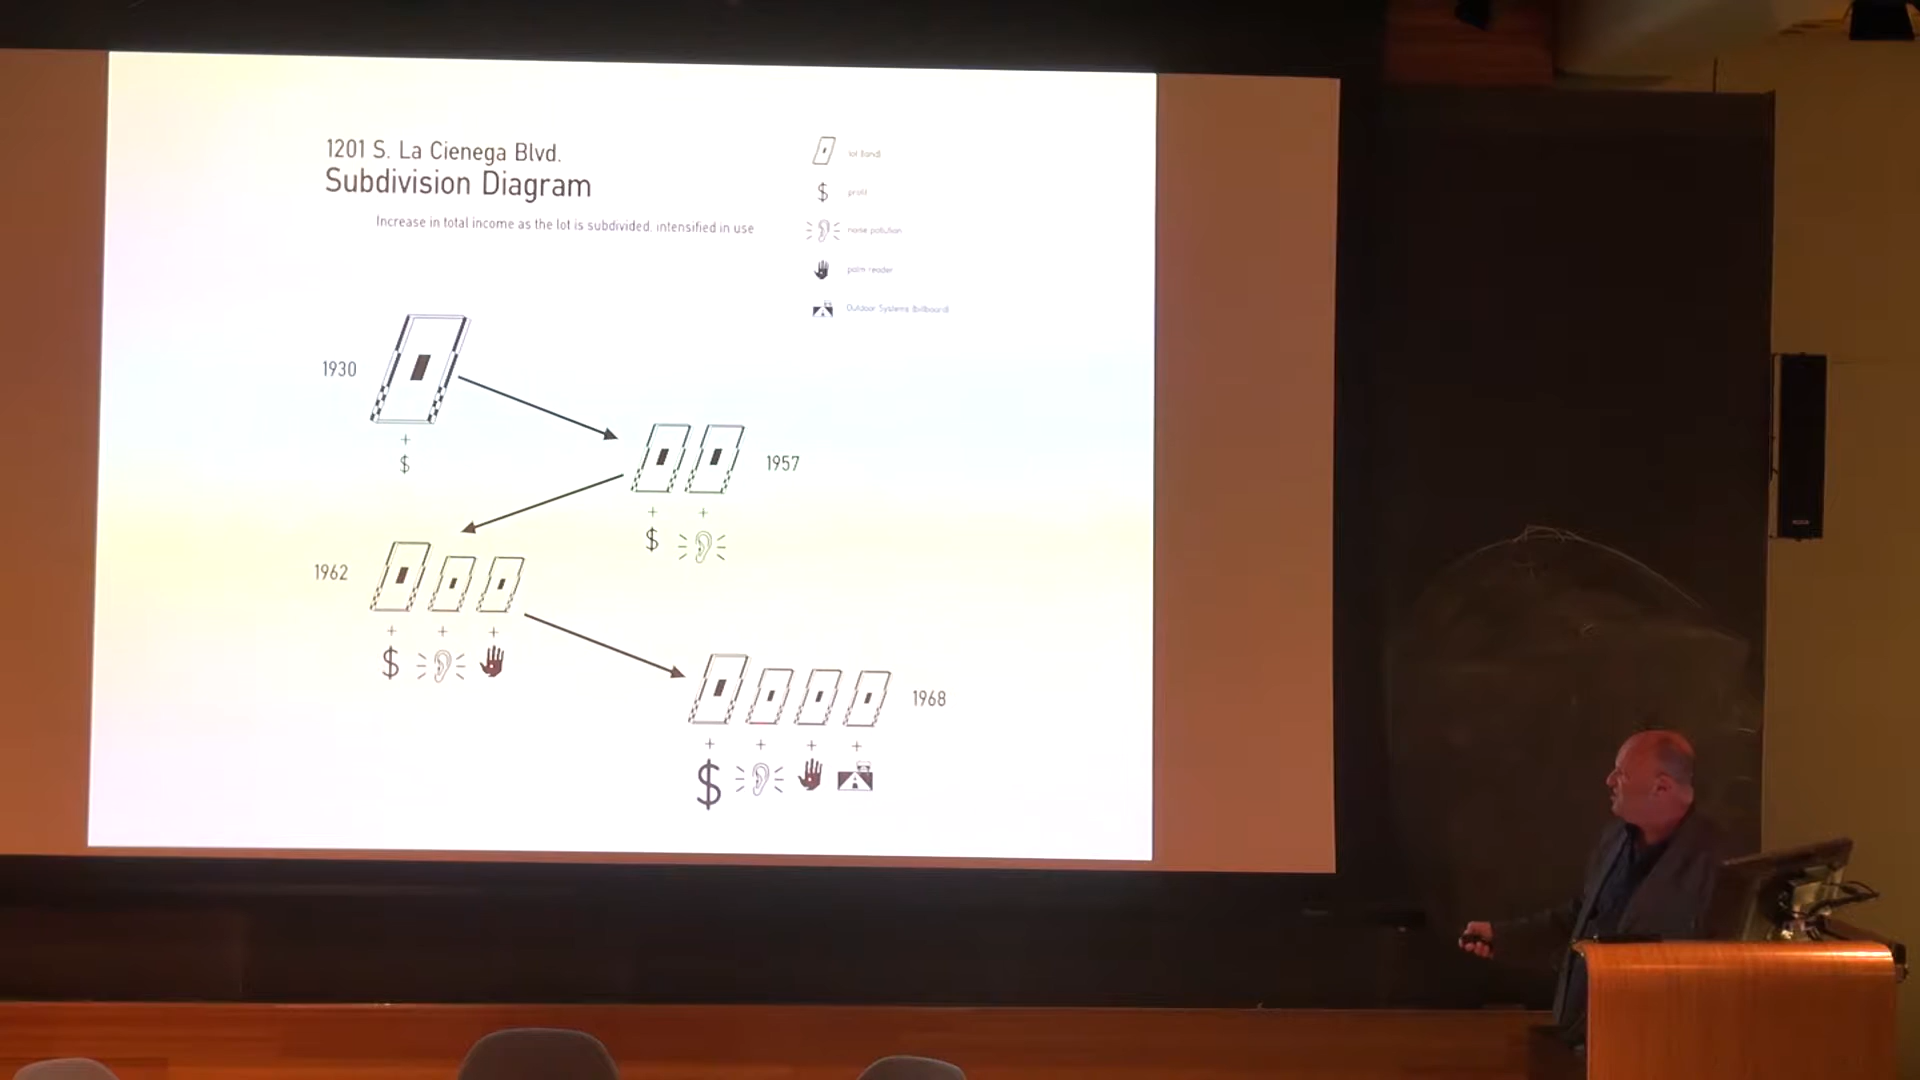 1201 S. La Cienega Blvd.
Subdivision Diagram
Increase in total income as the lot is subdivided, intensified in use
lot (land)
$ profit
noise pollution
palm reader
Outdoor Systems (billboard)
1930
+
$
1957
+ +
$
1962
+ + +
$
1968
+ + + +
$